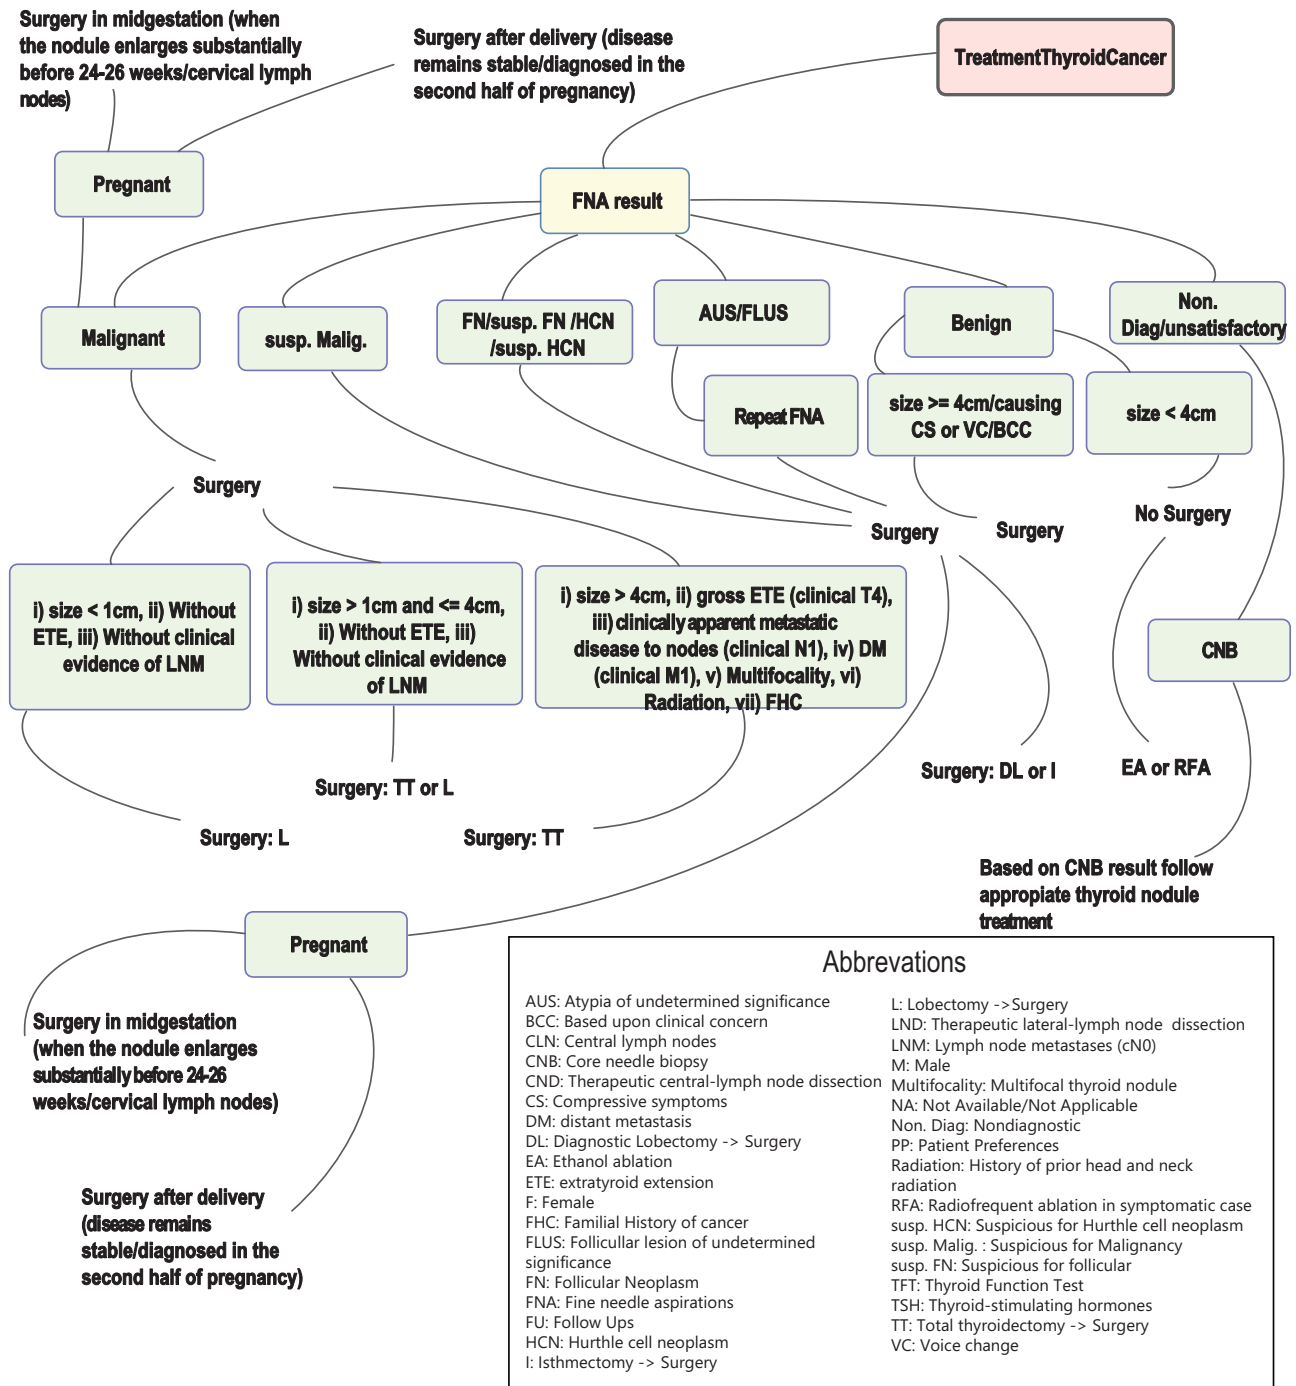 Surgery in midgestation (when
the nodule enlarges substantially
before 24-26 weeks/cervical lymph
nodes)
Surgery after delivery (disease
remains stable/diagnosed in the
second half of pregnancy)
TreatmentThyroidCancer
Pregnant
FNA result
Malignant
susp. Malig.
FN/susp. FN /HCN
/susp. HCN
AUS/FLUS
Benign
Non.
Diag/unsatisfactory
Repeat FNA
size >= 4cm/causing
CS or VC/BCC
size < 4cm
Surgery
Surgery
Surgery
No Surgery
i) size < 1cm, ii) Without
ETE, iii) Without clinical
evidence of LNM
i) size > 1cm and <= 4cm,
ii) Without ETE, iii)
Without clinical evidence
of LNM
i) size > 4cm, ii) gross ETE (clinical T4),
iii) clinically apparent metastatic
disease to nodes (clinical N1), iv) DM
(clinical M1), v) Multifocality, vi)
Radiation, vii) FHC
CNB
Surgery: TT or L
Surgery: L
Surgery: TT
Surgery: DL or I
EA or RFA
Based on CNB result follow
appropiate thyroid nodule
treatment
Pregnant
Surgery in midgestation
(when the nodule enlarges
substantially before 24-26
weeks/cervical lymph nodes)
Surgery after delivery
(disease remains
stable/diagnosed in the
second half of pregnancy)
Abbrevations
AUS: Atypia of undetermined significance
BCC: Based upon clinical concern
CLN: Central lymph nodes
CNB: Core needle biopsy
CND: Therapeutic central-lymph node dissection
CS: Compressive symptoms
DM: distant metastasis
DL: Diagnostic Lobectomy -> Surgery
EA: Ethanol ablation
ETE: extratyroid extension
F: Female
FHC: Familial History of cancer
FLUS: Follicullar lesion of undetermined
significance
FN: Follicular Neoplasm
FNA: Fine needle aspirations
FU: Follow Ups
HCN: Hurthle cell neoplasm
I: Isthmectomy -> Surgery
L: Lobectomy ->Surgery
LND: Therapeutic lateral-lymph node dissection
LNM: Lymph node metastases (cN0)
M: Male
Multifocality: Multifocal thyroid nodule
NA: Not Available/Not Applicable
Non. Diag: Nondiagnostic
PP: Patient Preferences
Radiation: History of prior head and neck
radiation
RFA: Radiofrequent ablation in symptomatic case
susp. HCN: Suspicious for Hurthle cell neoplasm
susp. Malig. : Suspicious for Malignancy
susp. FN: Suspicious for follicular
TFT: Thyroid Function Test
TSH: Thyroid-stimulating hormones
TT: Total thyroidectomy -> Surgery
VC: Voice change